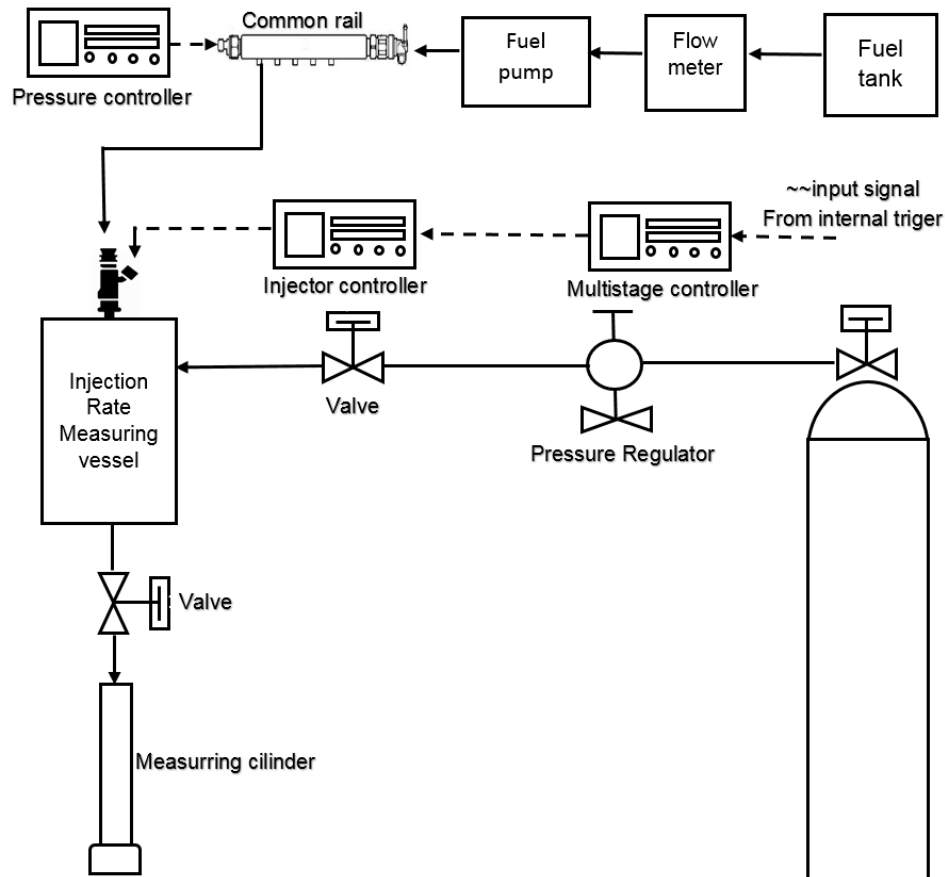 Common rail
Pressure controller
Fuel
pump
Flow
meter
Fuel
tank
~~input signal
From internal triger
Injector controller
Multistage controller
Injection
Rate
Measuring
vessel
Valve
Pressure Regulator
Valve
Measurring cilinder